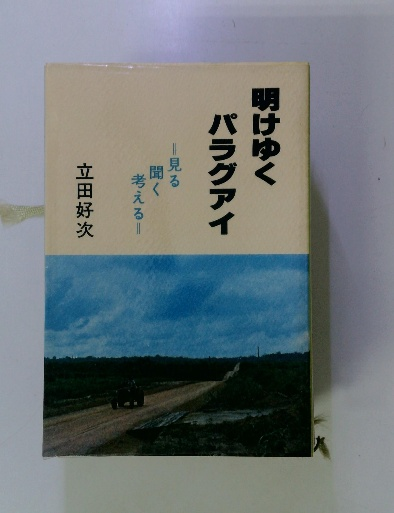 明けゆく
パラグアイ
=見る
聞く
考える=
立田好次